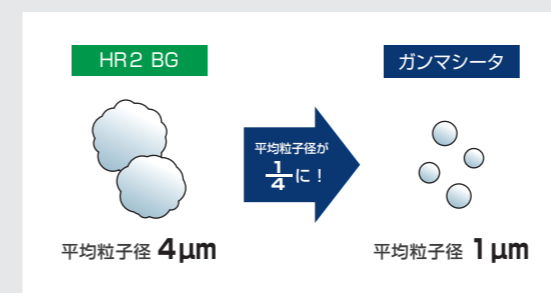 HR2 BG
ガンマシータ
平均粒子径が
1/4に！
平均粒子径 4μm
平均粒子径 1μm